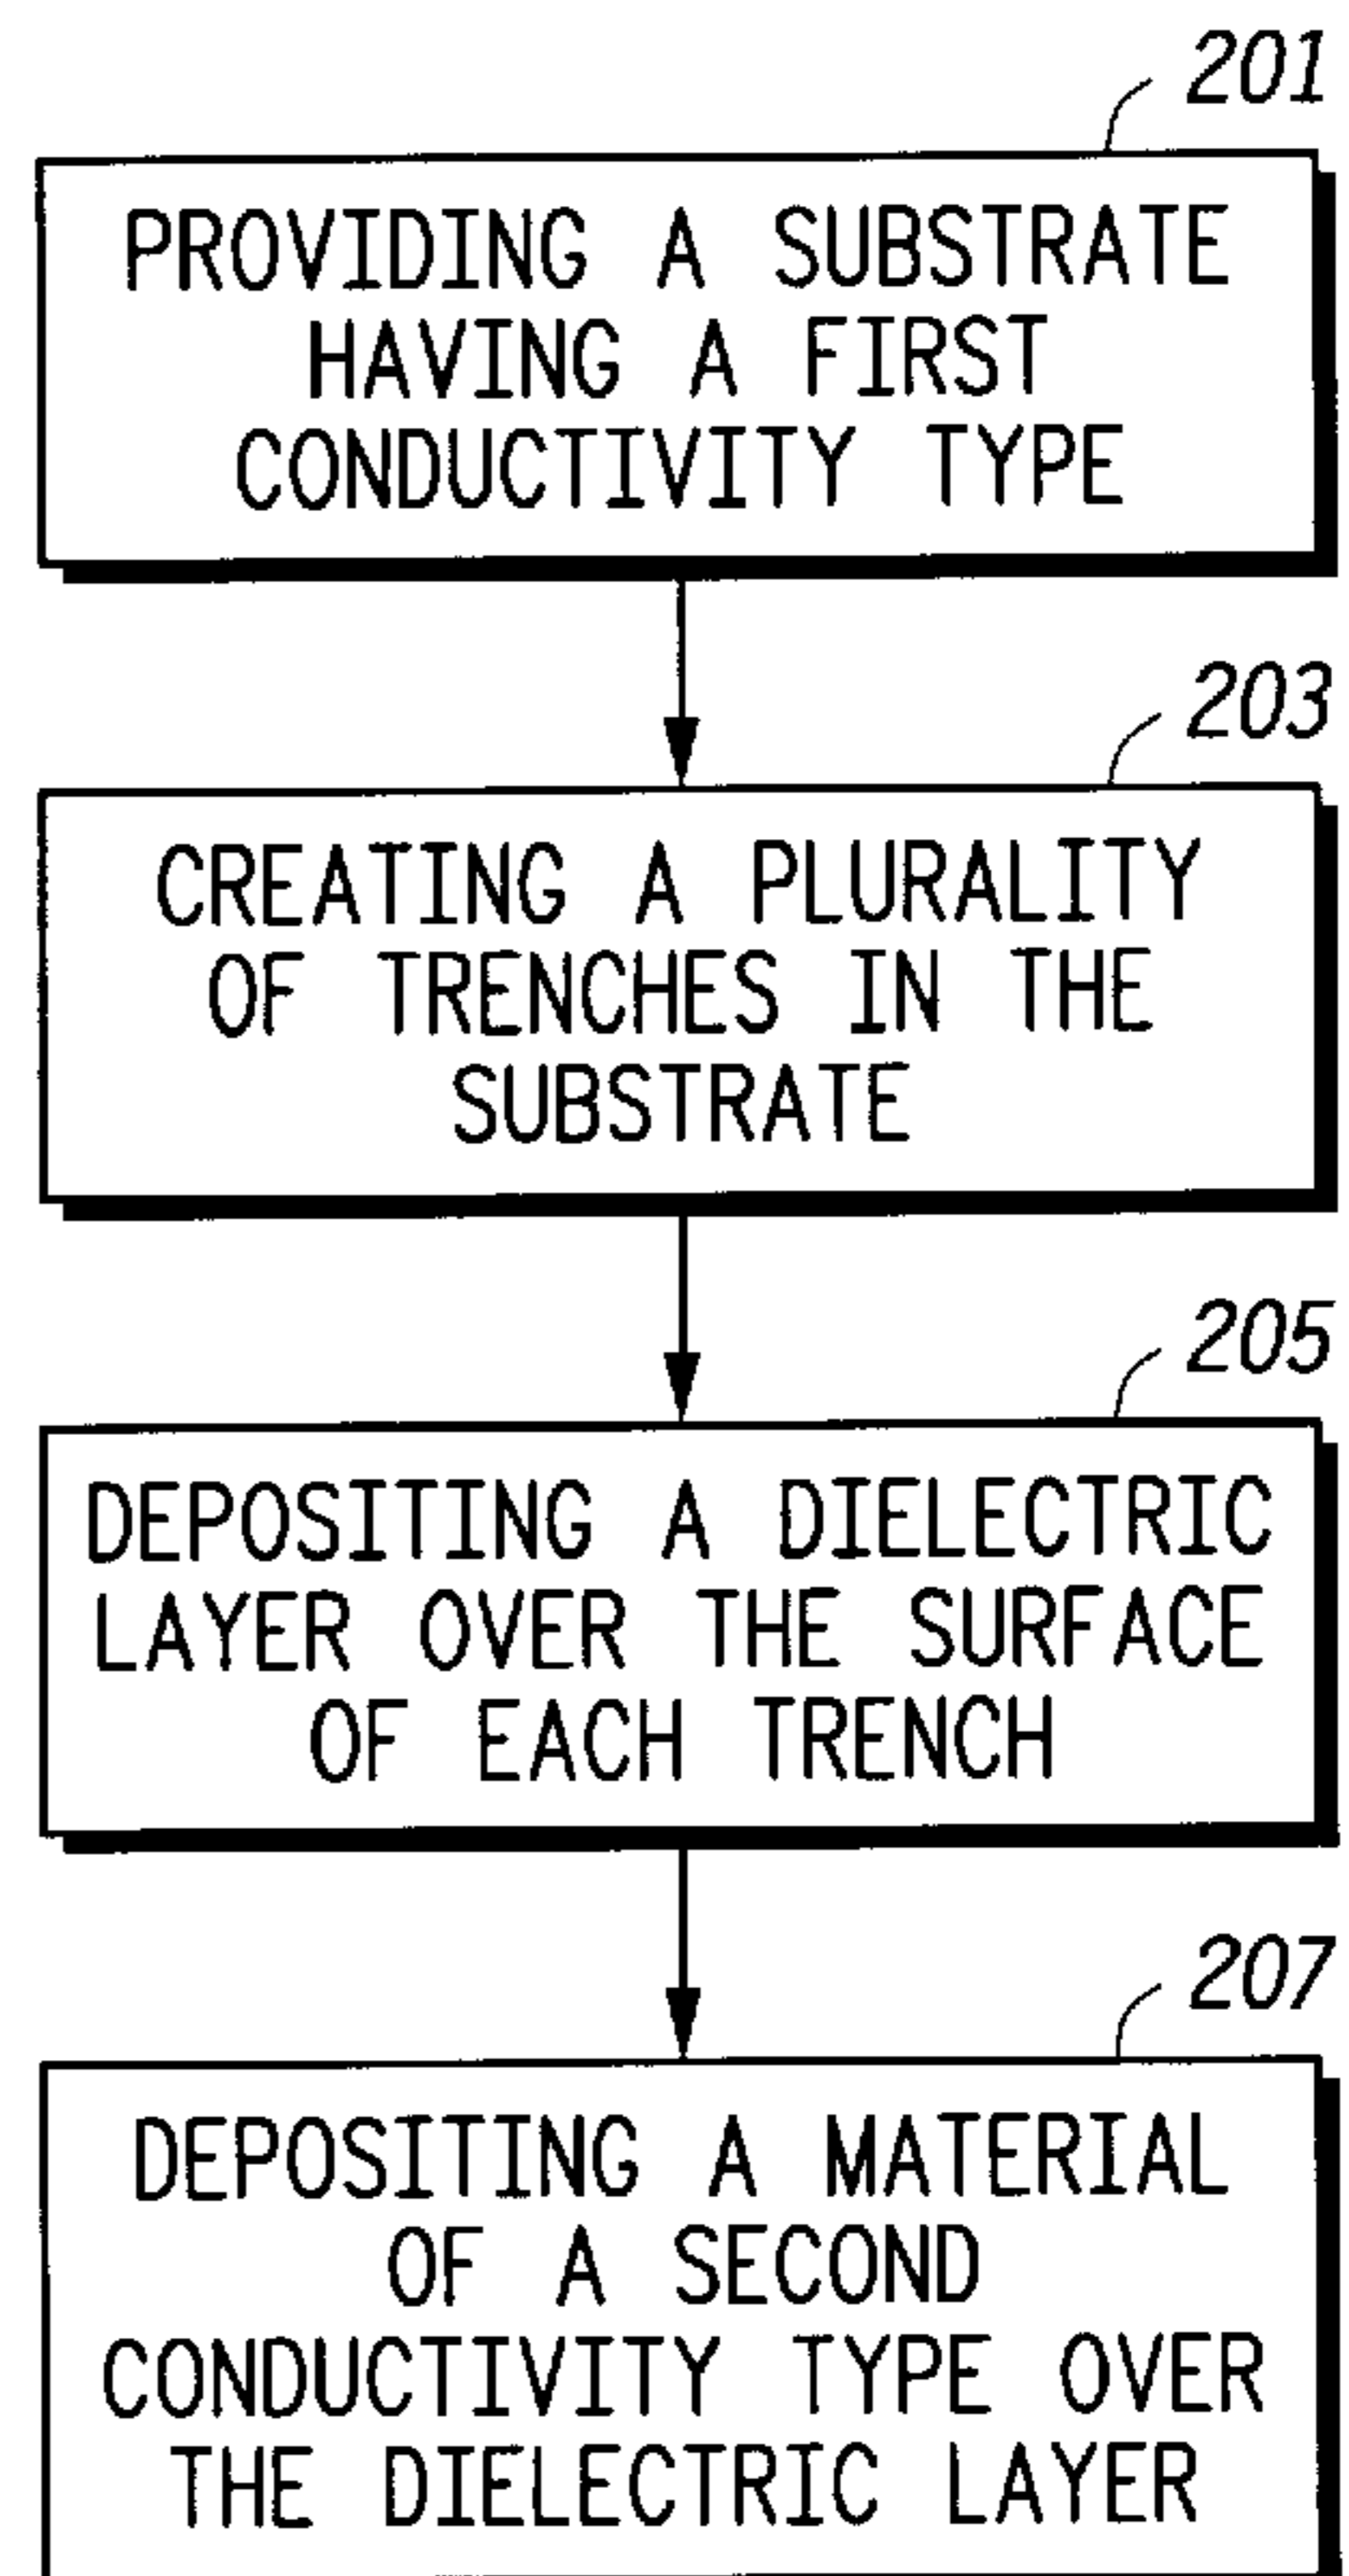 201
PROVIDING A SUBSTRATE
HAVING A FIRST
CONDUCTIVITY TYPE
203
CREATING A PLURALITY
OF TRENCHES IN THE
SUBSTRATE
205
DEPOSITING A DIELECTRIC
LAYER OVER THE SURFACE
OF EACH TRENCH
207
DEPOSITING A MATERIAL
OF A SECOND
CONDUCTIVITY TYPE OVER
THE DIELECTRIC LAYER